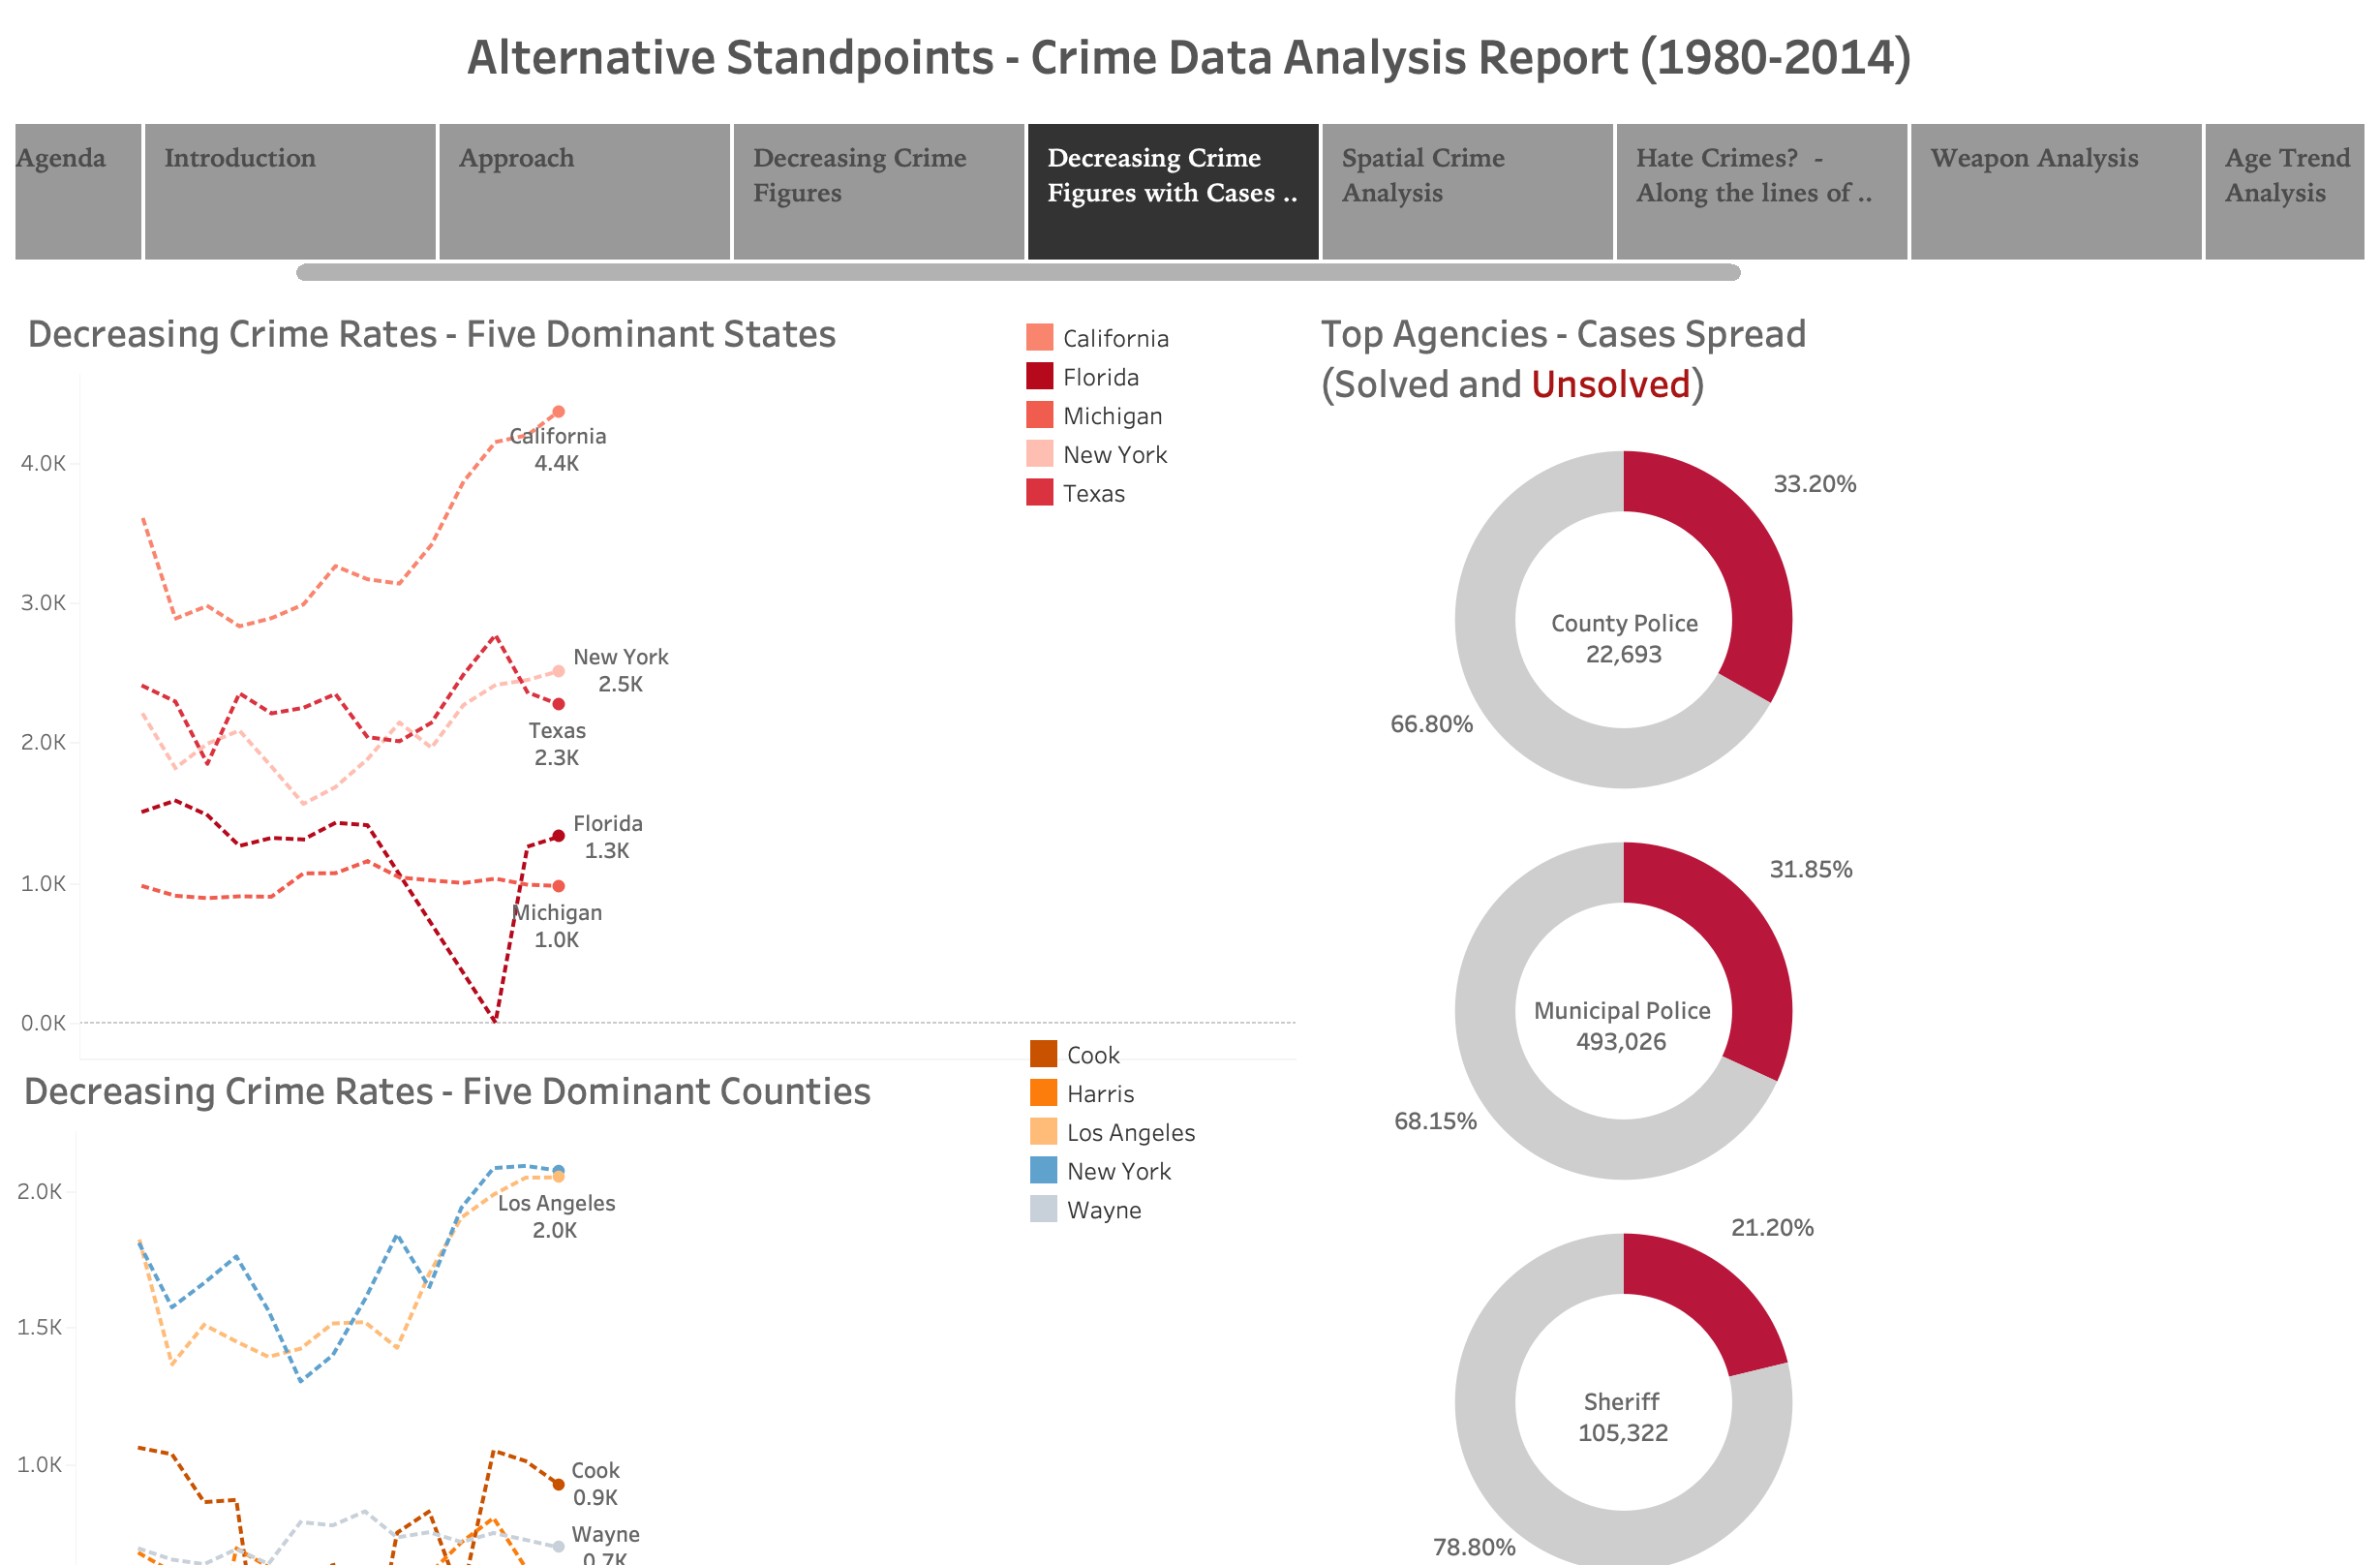 Alternative Standpoints - Crime Data Analysis Report (1980-2014)
Agenda
Introduction
Approach
Decreasing Crime
Figures
Decreasing Crime
Figures with Cases ..
Spatial Crime
Analysis
Hate Crimes? -
Along the lines of ..
Weapon Analysis
Age Trend
Analysis
Decreasing Crime Rates - Five Dominant States
4.0K
3.0K
2.0K
1.0K
0.0K
California
4.4K
New York
2.5K
Texas
2.3K
Florida
1.3K
Michigan
1.0K
California
Florida
Michigan
New York
Texas
Decreasing Crime Rates - Five Dominant Counties
2.0K
1.5K
1.0K
Los Angeles
2.0K
Cook
0.9K
Wayne
0.7K
Cook
Harris
Los Angeles
New York
Wayne
Top Agencies - Cases Spread
(Solved and Unsolved)
33.20%
County Police
22,693
66.80%
31.85%
Municipal Police
493,026
68.15%
21.20%
Sheriff
105,322
78.80%